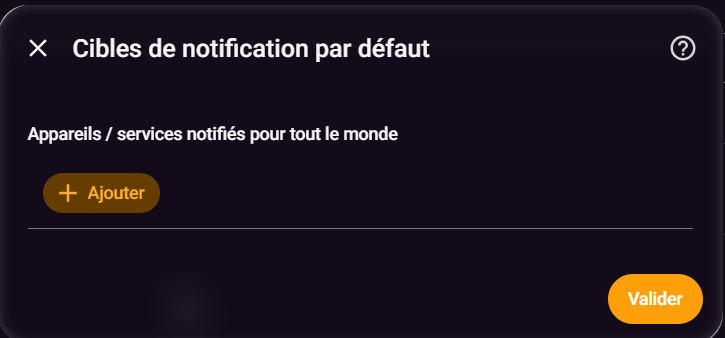 Cibles de notification par défaut
Appareils / services notifiés pour tout le monde
Ajouter
Valider